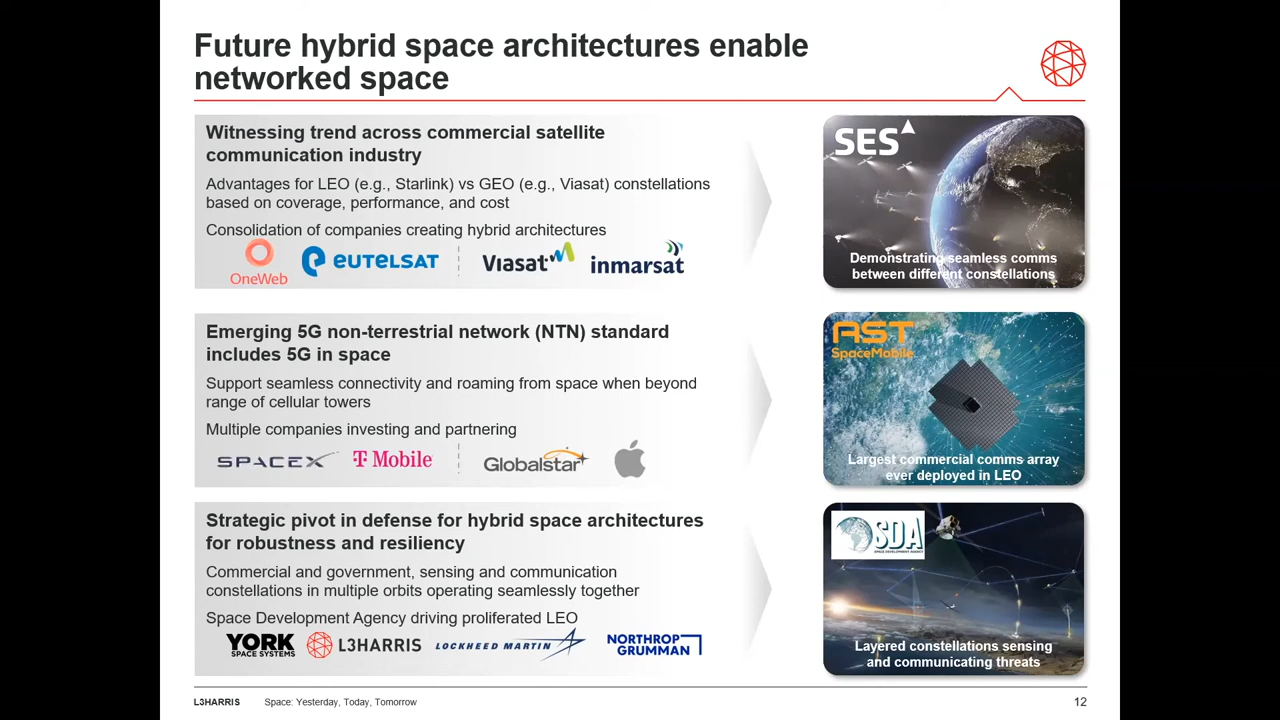 Future hybrid space architectures enable
networked space
Witnessing trend across commercial satellite
communication industry
Advantages for LEO (e.g., Starlink) vs GEO (e.g., Viasat) constellations
based on coverage, performance, and cost
Consolidation of companies creating hybrid architectures
OneWeb
eutelsat
Viasat
inmarsat
SES
Demonstrating seamless comms
between different constellations
Emerging 5G non-terrestrial network (NTN) standard
includes 5G in space
Support seamless connectivity and roaming from space when beyond
range of cellular towers
Multiple companies investing and partnering
SPACEX
T Mobile
Globalstar
AST
SpaceMobile
Largest commercial comms array
ever deployed in LEO
Strategic pivot in defense for hybrid space architectures
for robustness and resiliency
Commercial and government, sensing and communication
constellations in multiple orbits operating seamlessly together
Space Development Agency driving proliferated LEO
YORK
SPACE SYSTEMS
L3HARRIS
LOCKHEED MARTIN
NORTHROP
GRUMMAN
SDA
SPACE DEVELOPMENT AGENCY
Layered constellations sensing
and communicating threats
L3HARRIS
Space: Yesterday, Today, Tomorrow
12